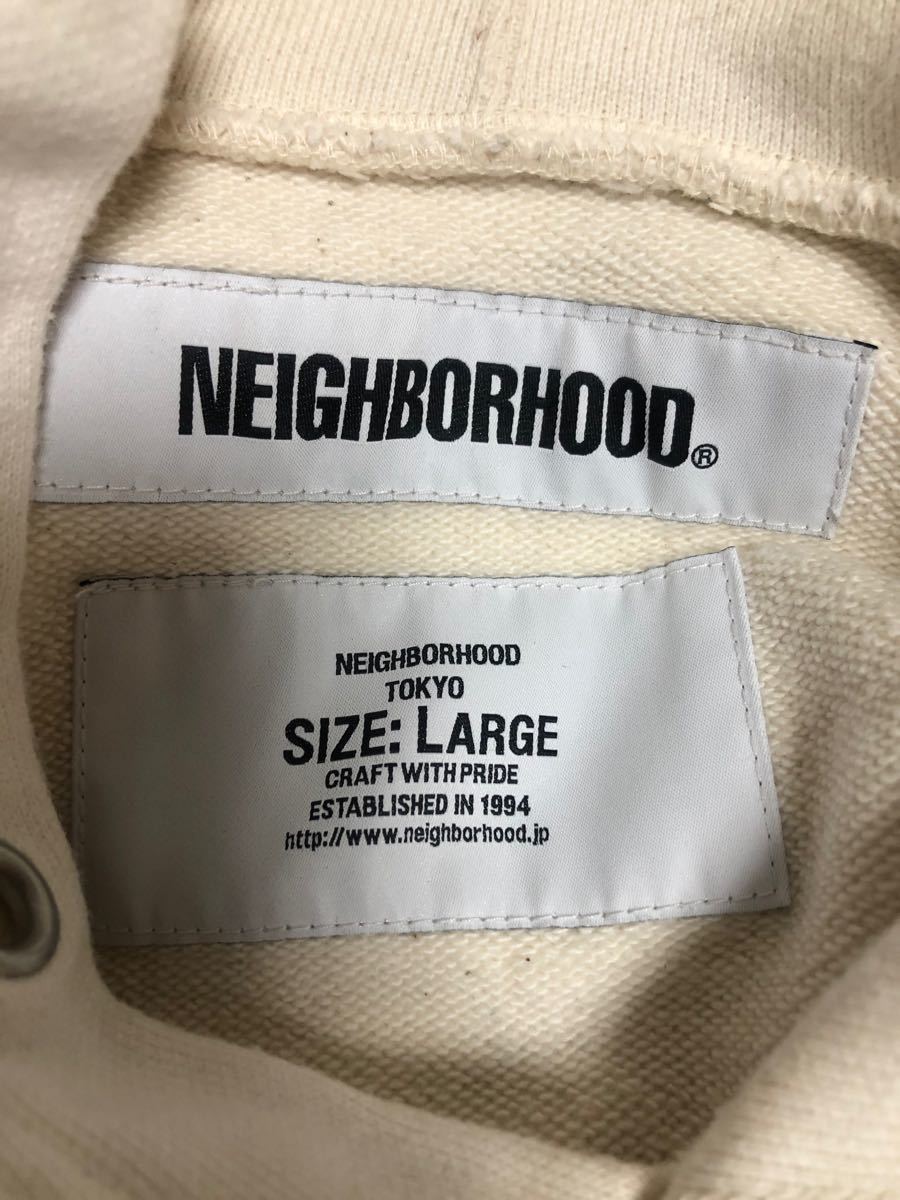 NEIGHBORHOOD®
NEIGHBORHOOD
TOKYO
SIZE: LARGE
CRAFT WITH PRIDE
ESTABLISHED IN 1994
http://www.neighborhood.jp